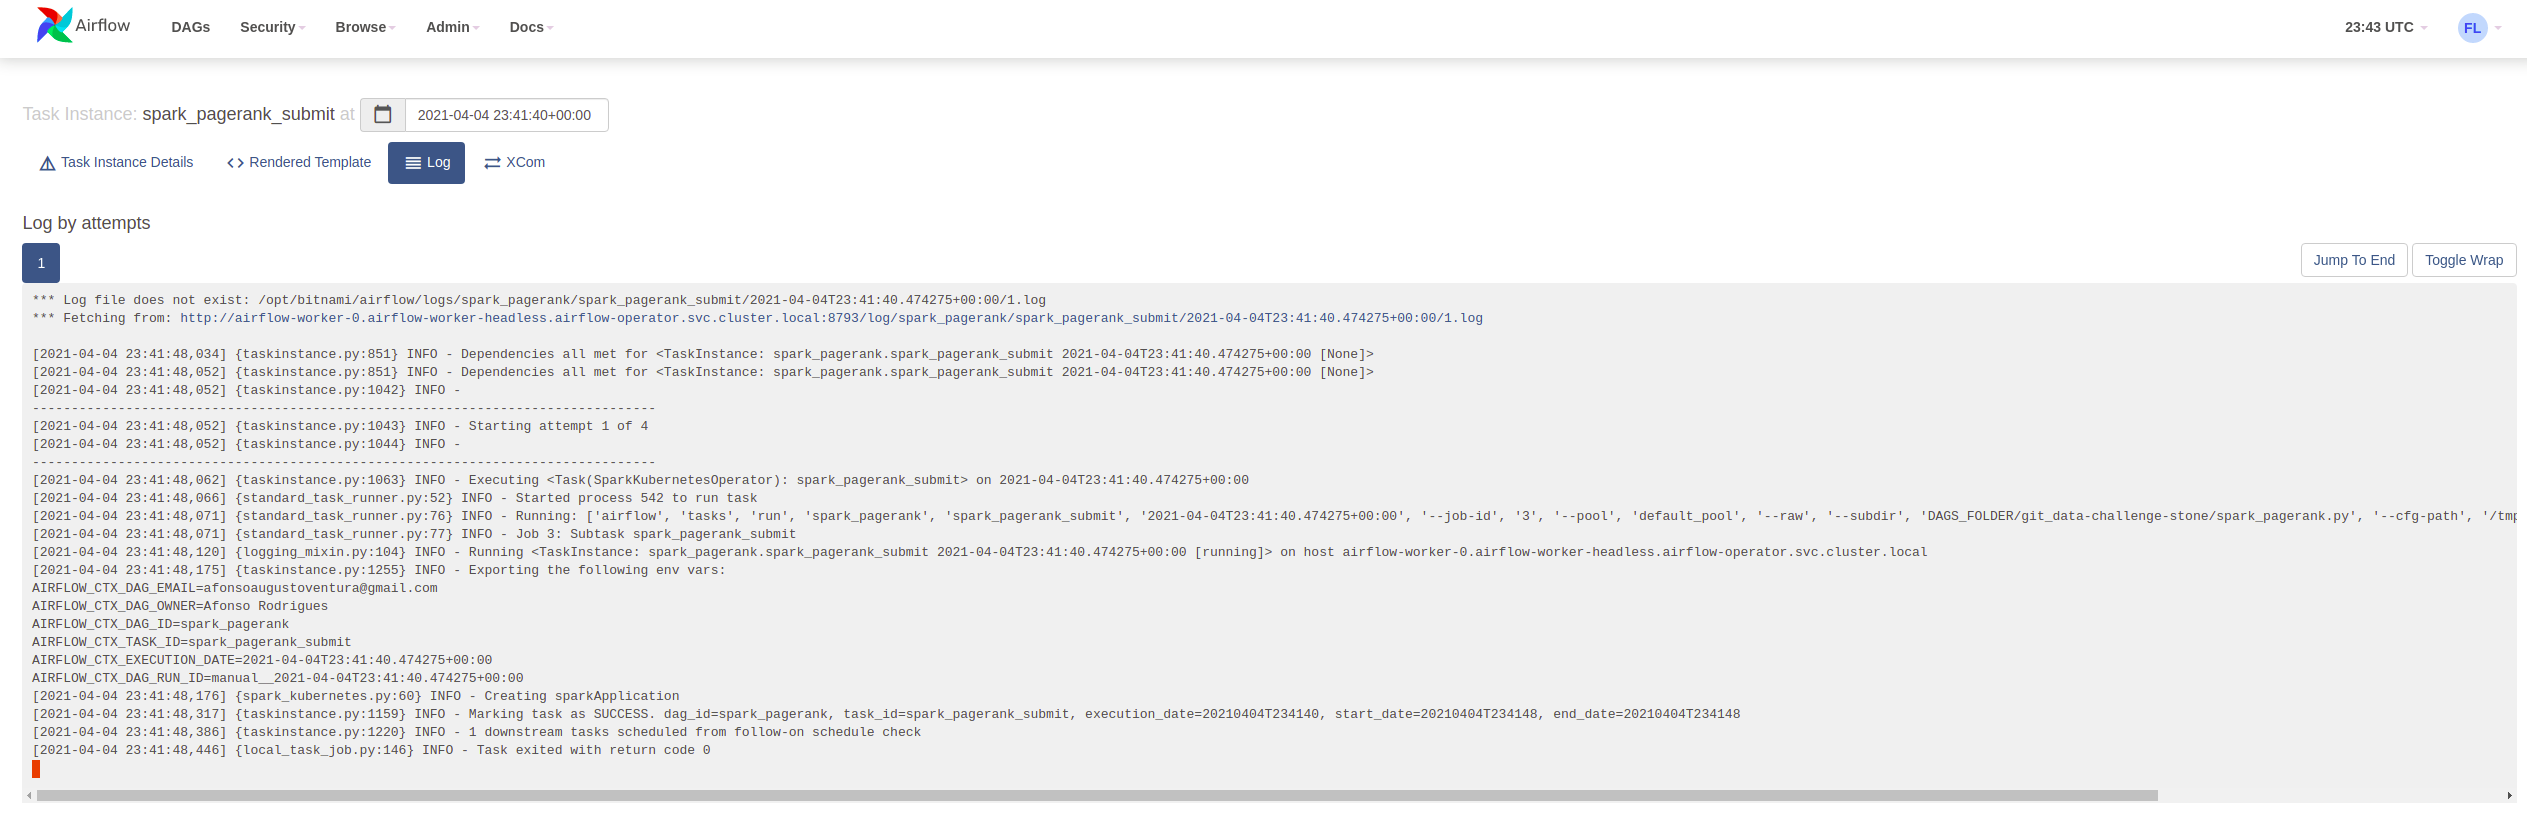 Airflow DAGs Security Browse Admin Docs 23:43 UTC FL
Task Instance: spark_pagerank_submit at 2021-04-04 23:41:40+00:00
Task Instance Details Rendered Template Log XCom
Log by attempts
1 Jump To End Toggle Wrap
*** Log file does not exist: /opt/bitnami/airflow/logs/spark_pagerank/spark_pagerank_submit/2021-04-04T23:41:40.474275+00:00/1.log
*** Fetching from: http://airflow-worker-0.airflow-worker-headless.airflow-operator.svc.cluster.local:8793/log/spark_pagerank/spark_pagerank_submit/2021-04-04T23:41:40.474275+00:00/1.log
[2021-04-04 23:41:48,034] {taskinstance.py:851} INFO - Dependencies all met for <TaskInstance: spark_pagerank.spark_pagerank_submit 2021-04-04T23:41:40.474275+00:00 [None]>
[2021-04-04 23:41:48,052] {taskinstance.py:851} INFO - Dependencies all met for <TaskInstance: spark_pagerank.spark_pagerank_submit 2021-04-04T23:41:40.474275+00:00 [None]>
[2021-04-04 23:41:48,052] {taskinstance.py:1042} INFO -
--------------------------------------------------------------------------------
[2021-04-04 23:41:48,052] {taskinstance.py:1043} INFO - Starting attempt 1 of 4
[2021-04-04 23:41:48,052] {taskinstance.py:1044} INFO -
--------------------------------------------------------------------------------
[2021-04-04 23:41:48,062] {taskinstance.py:1063} INFO - Executing <Task(SparkKubernetesOperator): spark_pagerank_submit> on 2021-04-04T23:41:40.474275+00:00
[2021-04-04 23:41:48,066] {standard_task_runner.py:52} INFO - Started process 542 to run task
[2021-04-04 23:41:48,071] {standard_task_runner.py:76} INFO - Running: ['airflow', 'tasks', 'run', 'spark_pagerank', 'spark_pagerank_submit', '2021-04-04T23:41:40.474275+00:00', '--job-id', '3', '--pool', 'default_pool', '--raw', '--subdir', 'DAGS_FOLDER/git_data-challenge-stone/spark_pagerank.py', '--cfg-path', '/tmp
[2021-04-04 23:41:48,071] {standard_task_runner.py:77} INFO - Job 3: Subtask spark_pagerank_submit
[2021-04-04 23:41:48,120] {logging_mixin.py:104} INFO - Running <TaskInstance: spark_pagerank.spark_pagerank_submit 2021-04-04T23:41:40.474275+00:00 [running]> on host airflow-worker-0.airflow-worker-headless.airflow-operator.svc.cluster.local
[2021-04-04 23:41:48,175] {taskinstance.py:1255} INFO - Exporting the following env vars:
AIRFLOW_CTX_DAG_EMAIL=afonsoaugustoventura@gmail.com
AIRFLOW_CTX_DAG_OWNER=Afonso Rodrigues
AIRFLOW_CTX_DAG_ID=spark_pagerank
AIRFLOW_CTX_TASK_ID=spark_pagerank_submit
AIRFLOW_CTX_EXECUTION_DATE=2021-04-04T23:41:40.474275+00:00
AIRFLOW_CTX_DAG_RUN_ID=manual__2021-04-04T23:41:40.474275+00:00
[2021-04-04 23:41:48,176] {spark_kubernetes.py:60} INFO - Creating sparkApplication
[2021-04-04 23:41:48,317] {taskinstance.py:1159} INFO - Marking task as SUCCESS. dag_id=spark_pagerank, task_id=spark_pagerank_submit, execution_date=20210404T234140, start_date=20210404T234148, end_date=20210404T234148
[2021-04-04 23:41:48,386] {taskinstance.py:1220} INFO - 1 downstream tasks scheduled from follow-on schedule check
[2021-04-04 23:41:48,446] {local_task_job.py:146} INFO - Task exited with return code 0